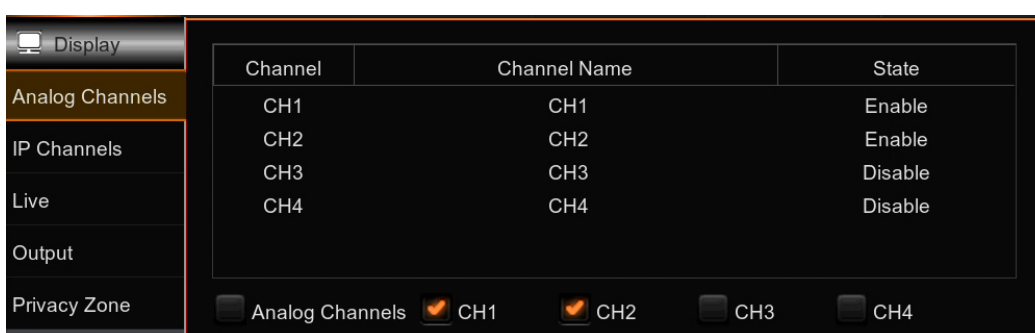 Display
Analog Channels
IP Channels
Live
Output
Privacy Zone
Channel Channel Name State
CH1 CH1 Enable
CH2 CH2 Enable
CH3 CH3 Disable
CH4 CH4 Disable
Analog Channels CH1 CH2 CH3 CH4